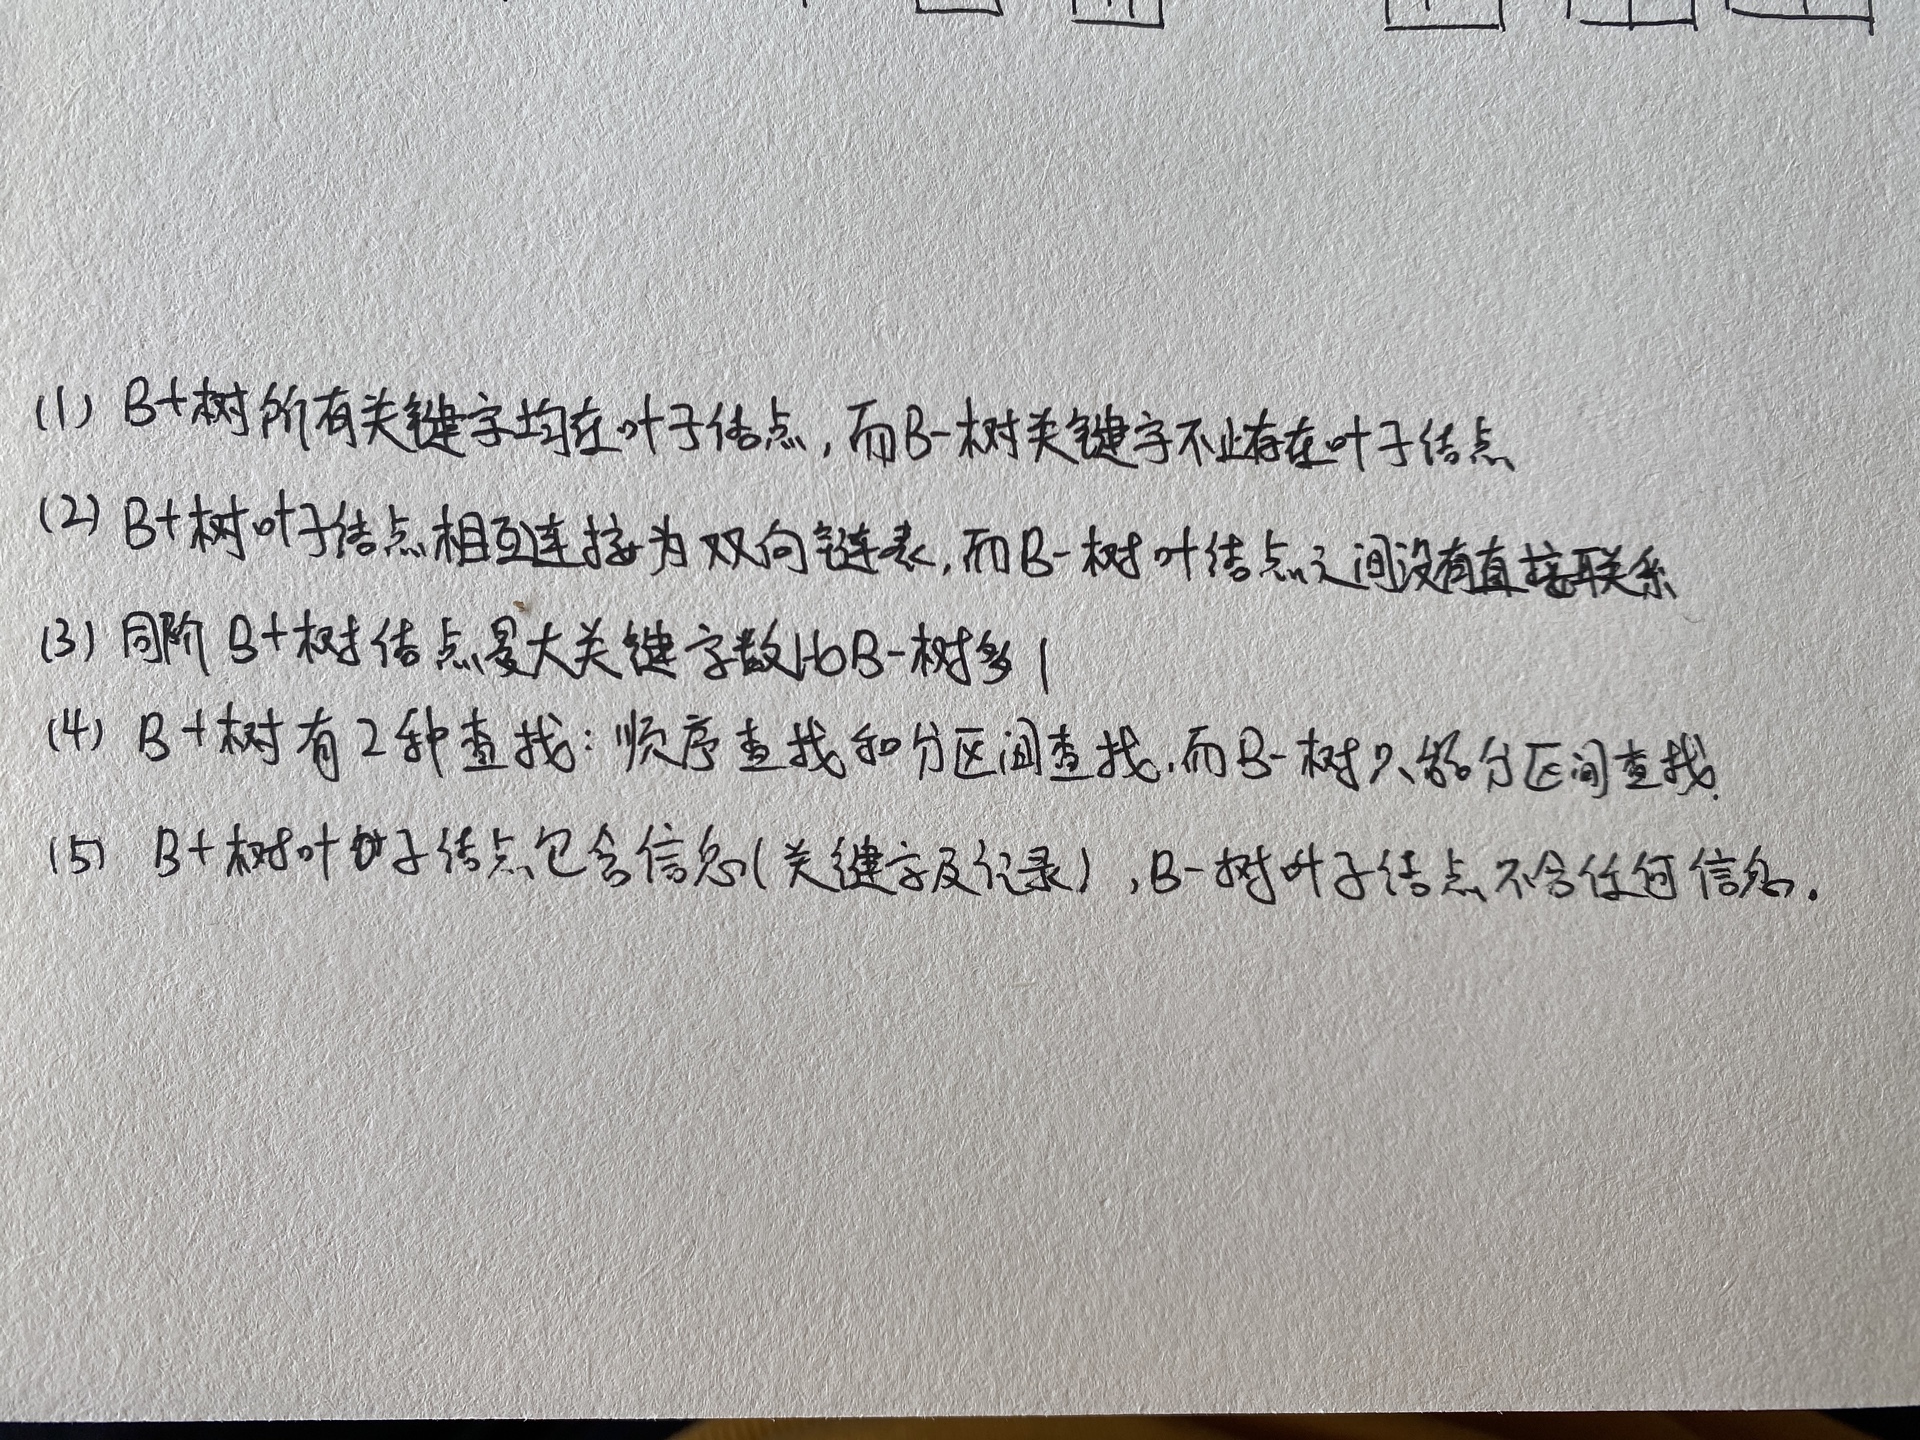 (1) B+树所有关键字均在叶子结点，而B-树关键字不止存在叶子结点
(2) B+树叶子结点相互连接为双向链表，而B-树叶结点之间没有直接联系
(3) 同阶B+树结点最大关键字数比B-树多1
(4) B+树有2种查找：顺序查找和分区间查找，而B-树只能分区间查找.
(5) B+树叶子结点包含信息(关键字及记录)，B-树叶子结点不含任何信息.